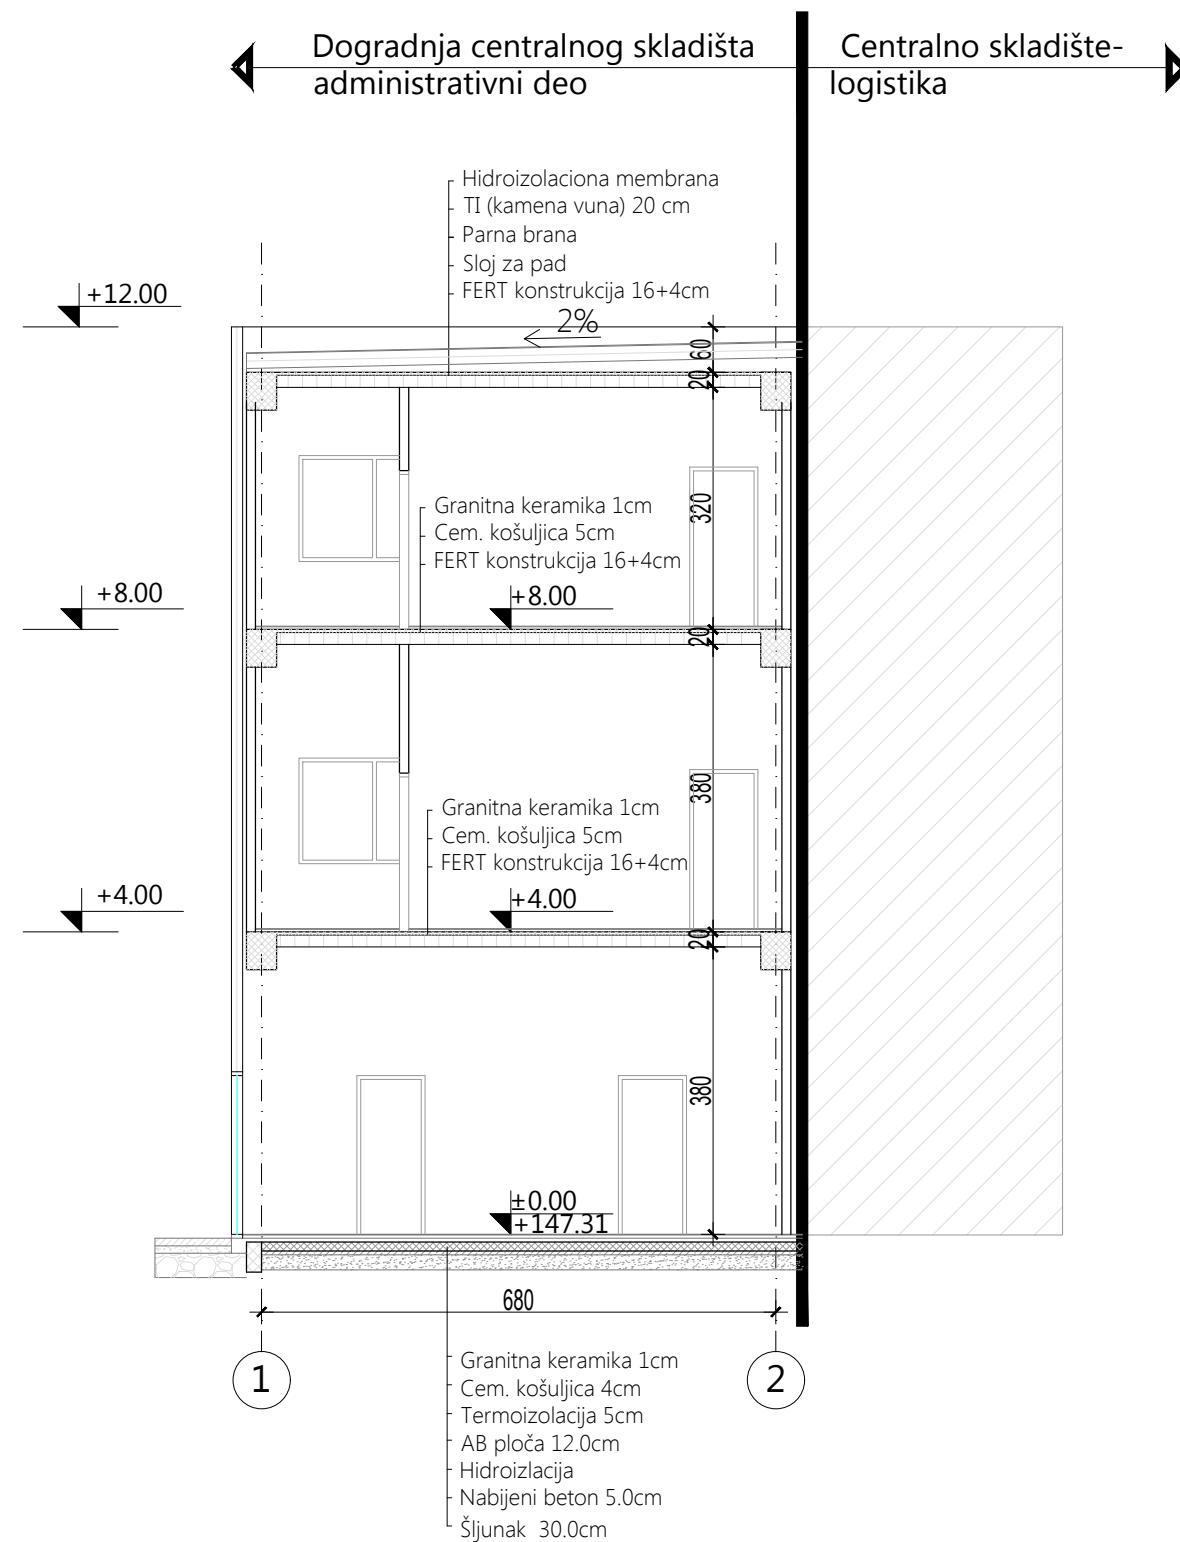 Dogradnja centralnog skladišta
administrativni deo
Centralno skladište-
logistika
Hidroizolaciona membrana
TI (kamena vuna) 20 cm
Parna brana
Sloj za pad
FERT konstrukcija 16+4cm
+12.00
2%
60
20
320
Granitna keramika 1cm
Cem. košuljica 5cm
FERT konstrukcija 16+4cm
+8.00
+8.00
20
380
Granitna keramika 1cm
Cem. košuljica 5cm
FERT konstrukcija 16+4cm
+4.00
+4.00
20
380
±0.00
+147.31
680
1
2
Granitna keramika 1cm
Cem. košuljica 4cm
Termoizolacija 5cm
AB ploča 12.0cm
Hidroizlacija
Nabijeni beton 5.0cm
Šljunak 30.0cm